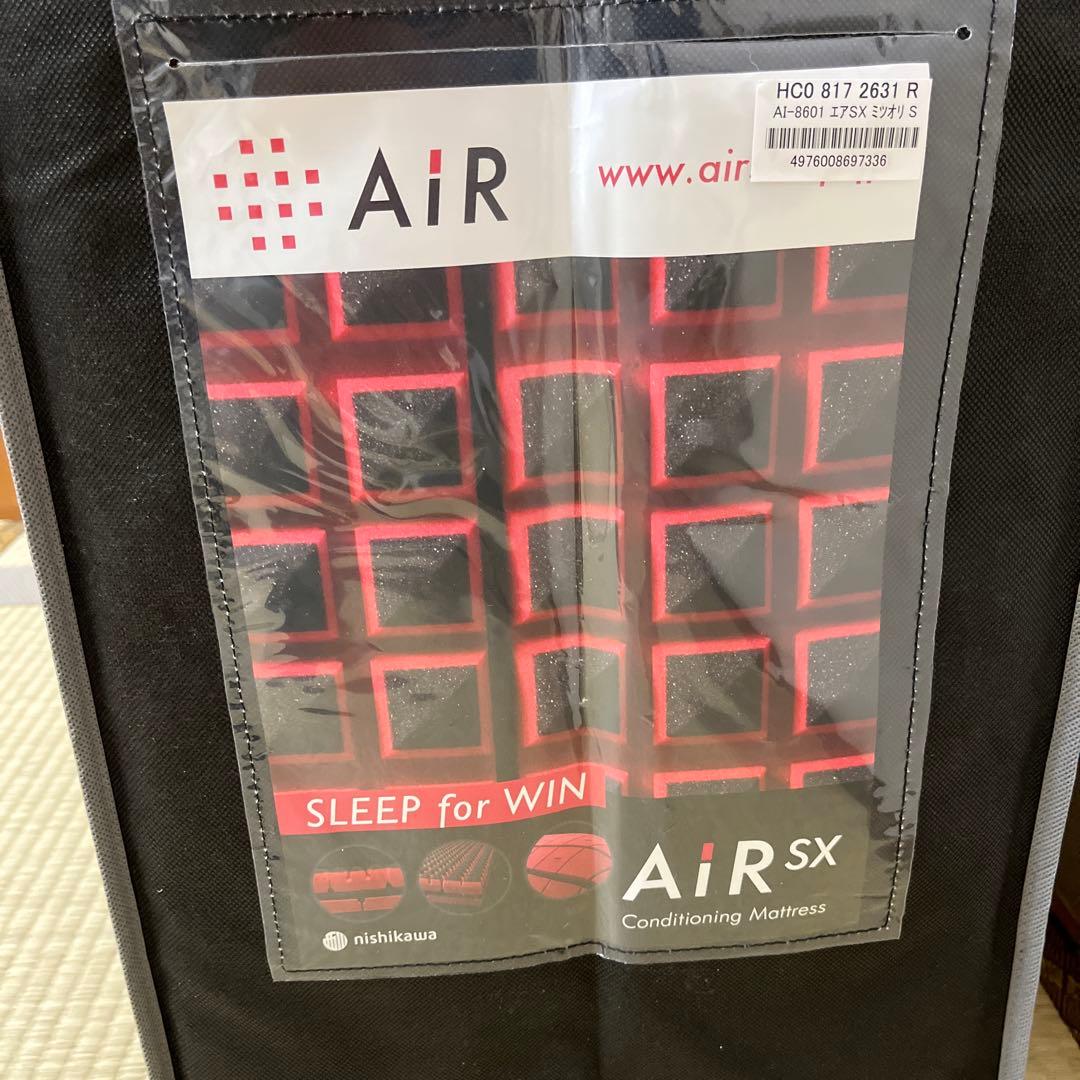 HC0 817 2631 R
AI-8601 エアSX ミツオリ S
4976008697336
AiR
www.air
SLEEP for WIN
AiR SX
Conditioning Mattress
nishikawa